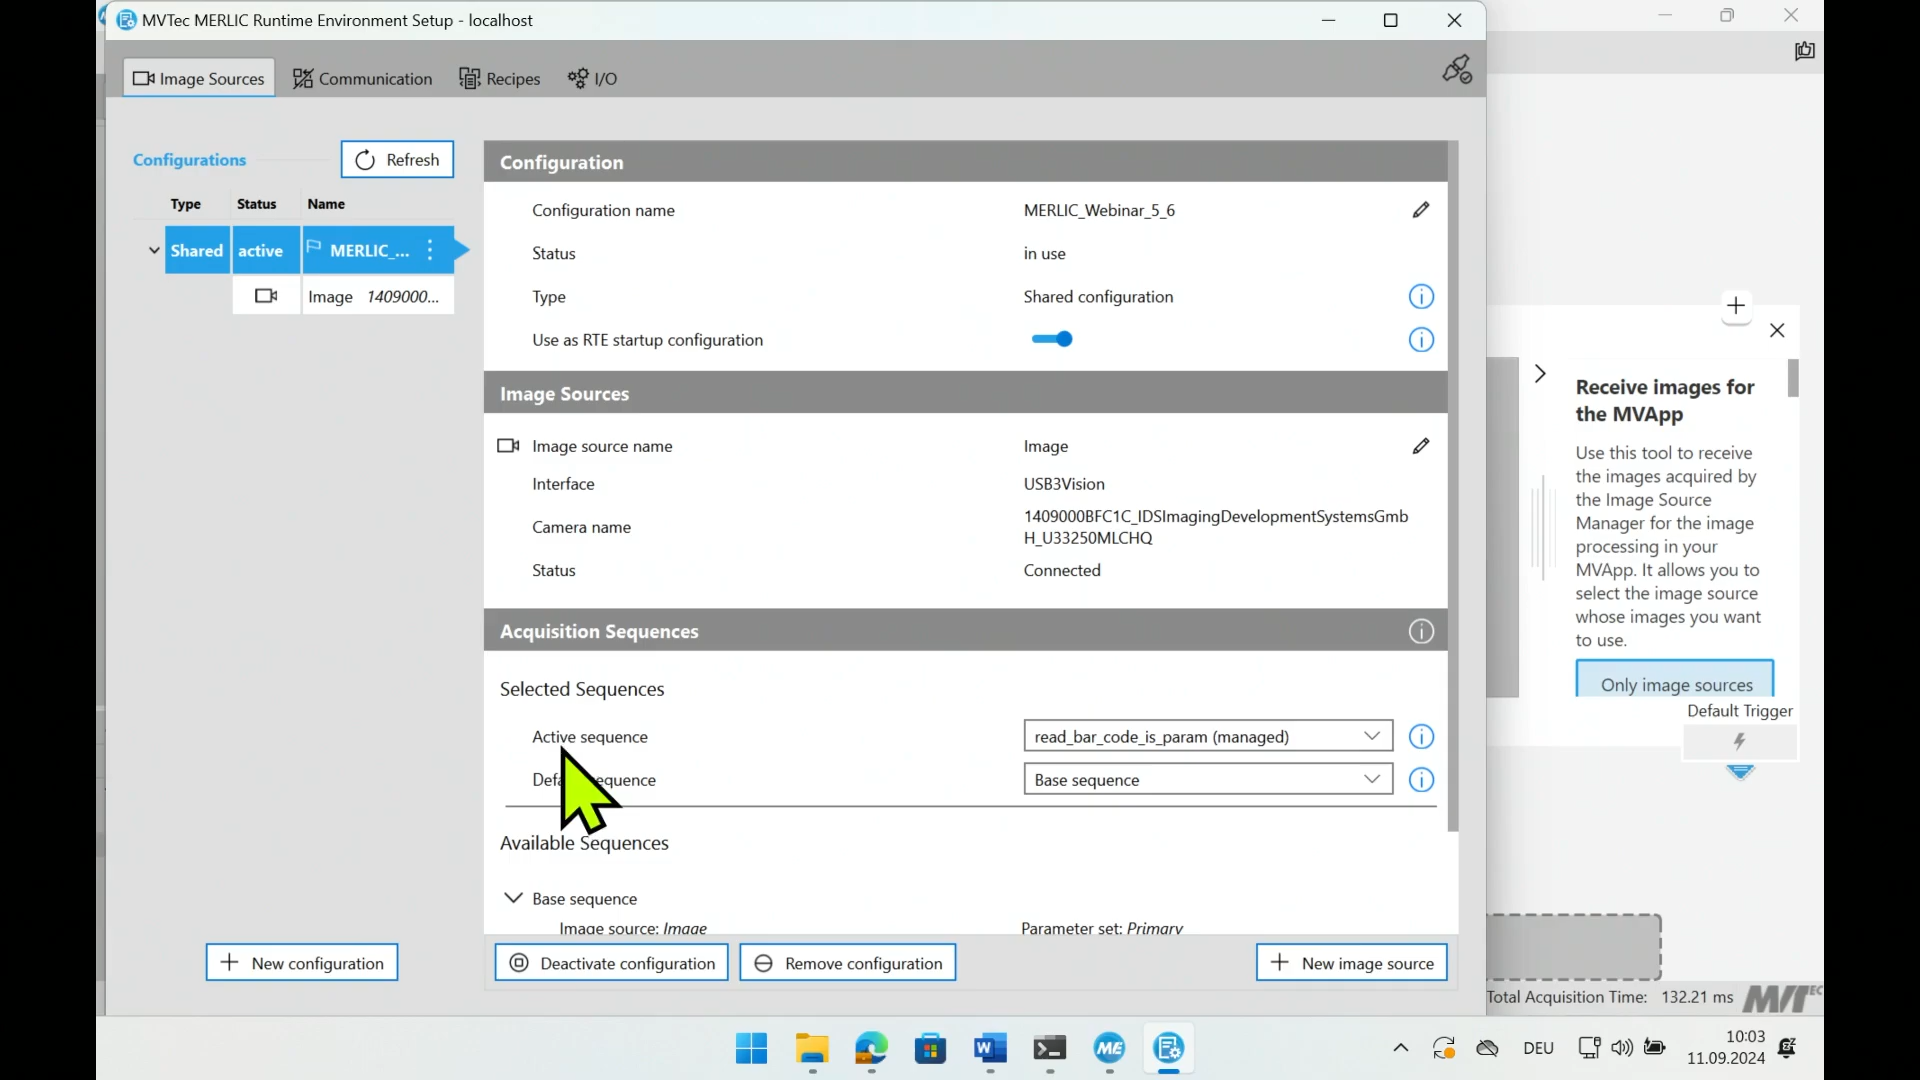 MVTec MERLIC Runtime Environment Setup - localhost
Image Sources
Communication
Recipes
I/O
Configurations
Refresh
Type Status Name
Shared active MERLIC_...
Image 1409000...
New configuration
Configuration
Configuration name MERLIC_Webinar_5_6
Status in use
Type Shared configuration
Use as RTE startup configuration
Image Sources
Image source name Image
Interface USB3Vision
Camera name 1409000BFC1C_IDSImagingDevelopmentSystemsGmb
H_U33250MLCHQ
Status Connected
Acquisition Sequences
Selected Sequences
Active sequence read_bar_code_is_param (managed)
Base sequence
Available Sequences
Base sequence
Image source: Image Parameter set: Primary
Deactivate configuration
Remove configuration
New image source
Receive images for
the MVApp
Use this tool to receive
the images acquired by
the Image Source
Manager for the image
processing in your
MVApp. It allows you to
select the image source
whose images you want
to use.
Only image sources
Default Trigger
Total Acquisition Time: 132.21 ms
MVTEC
W
ME
DEU
10:03
11.09.2024